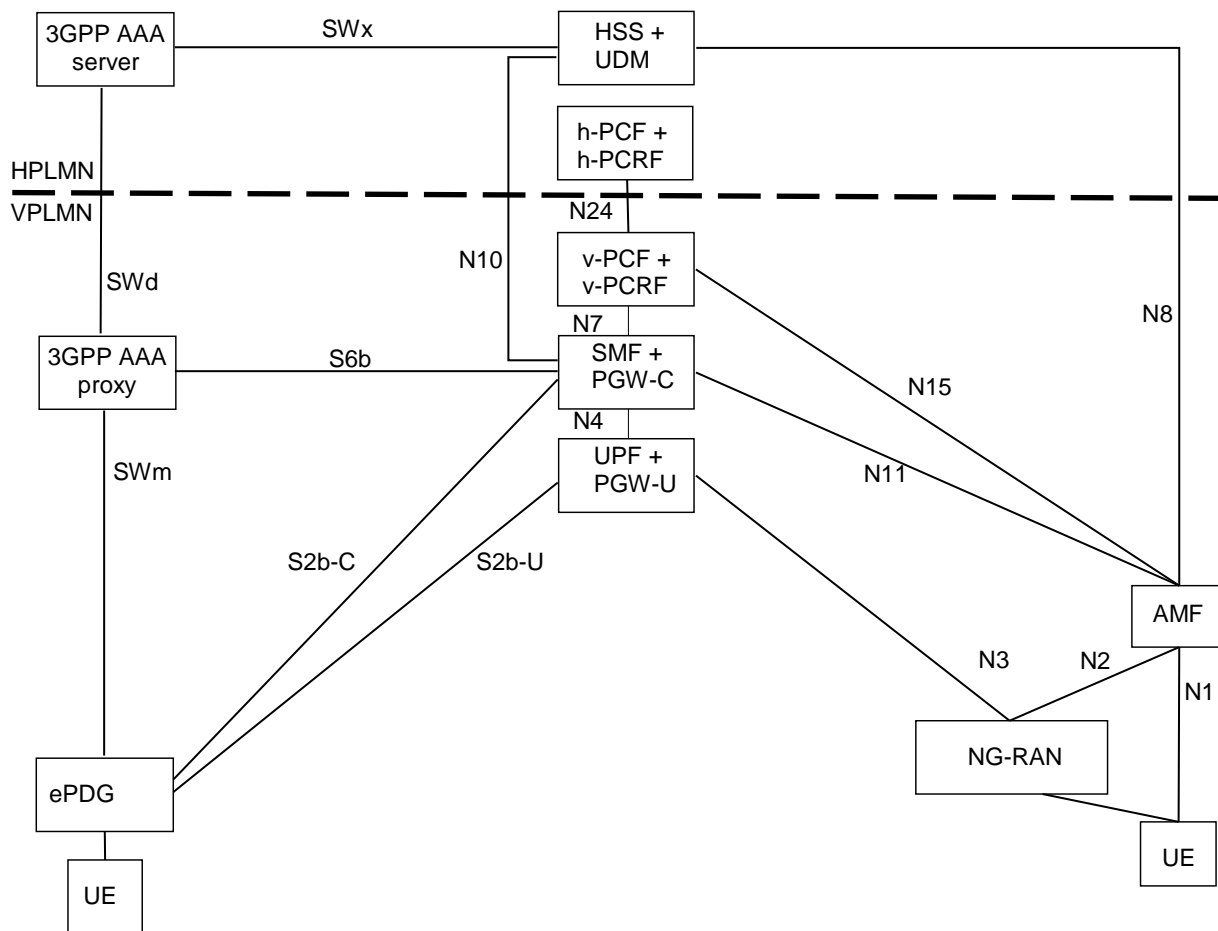 3GPP AAA
server
SWx
HSS +
UDM
h-PCF +
h-PCRF
HPLMN
VPLMN
N24
N10
v-PCF +
v-PCRF
SWd
N8
N7
3GPP AAA
proxy
S6b
SMF +
PGW-C
N15
N4
UPF +
PGW-U
N11
SWm
S2b-C
S2b-U
AMF
N3
N2
N1
NG-RAN
ePDG
UE
UE